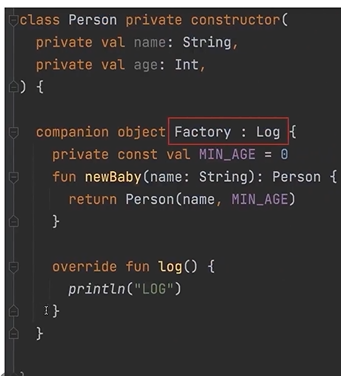 class Person private constructor(
  private val name: String,
  private val age: Int,
) {

  companion object Factory : Log {
    private const val MIN_AGE = 0
    fun newBaby(name: String): Person {
      return Person(name, MIN_AGE)
    }

    override fun log() {
      println("LOG")
    }
  }

}